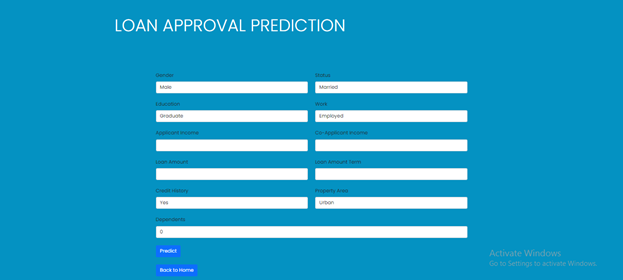 LOAN APPROVAL PREDICTION
Gender Status
Male Married
Education Work
Graduate Employed
Applicant Income Co-Applicant Income
Loan Amount Loan Amount Term
Credit History Property Area
Yes Urban
Dependents
0
Predict
Back to Home
Activate Windows
Go to Settings to activate Windows.